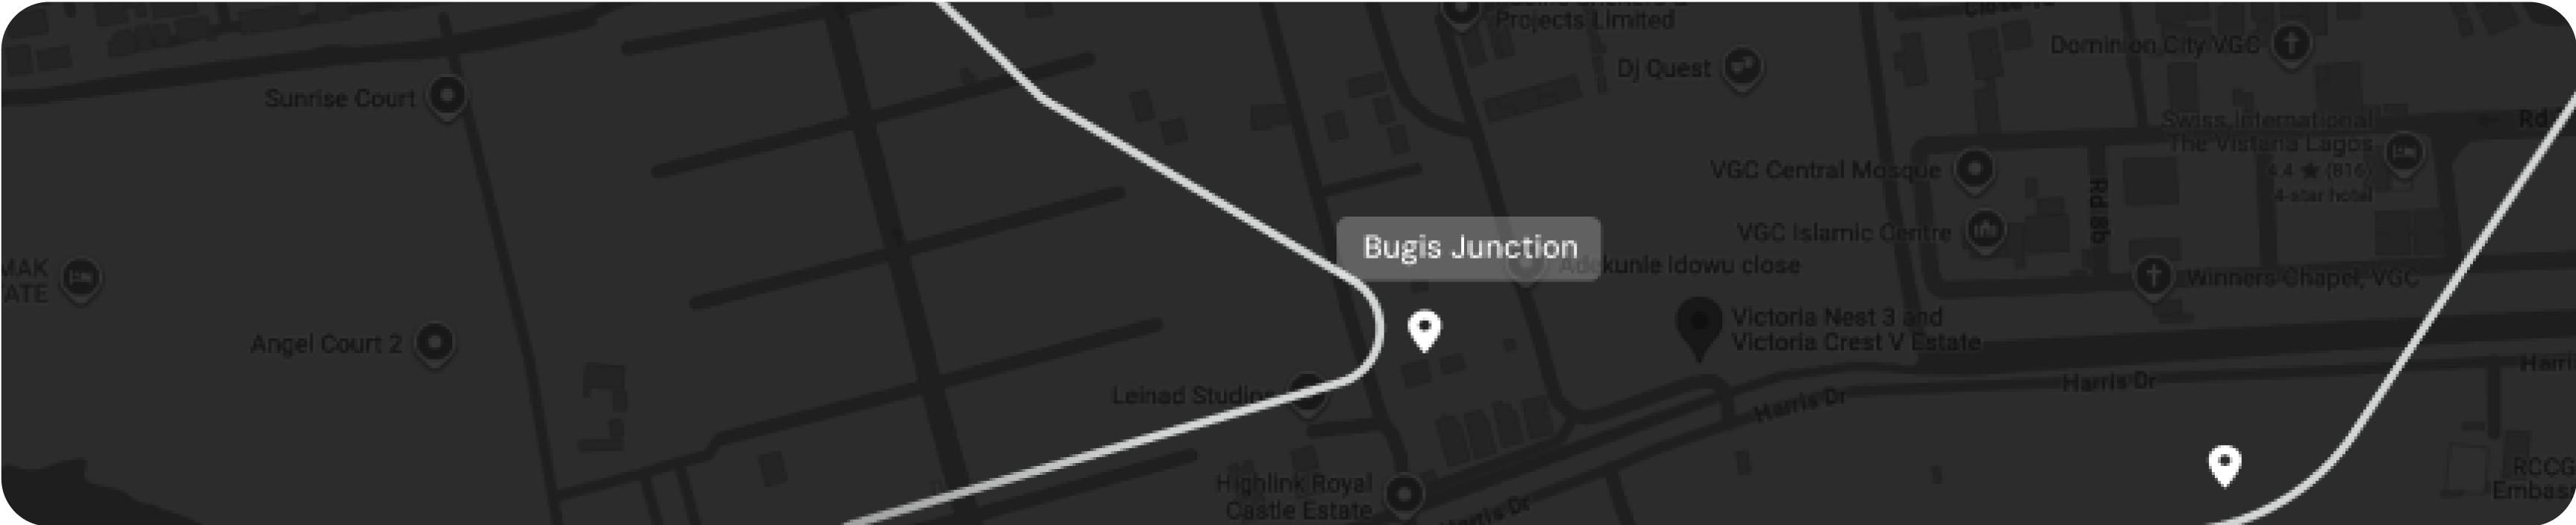 Projects Limited
Dominion City VGC
Dj Quest
Sunrise Court
Swiss International
The Vistana Lagos
4.4 ★ (816)
4-star hotel
Rd
VGC Central Mosque
Rd 8b
VGC Islamic Centre
Bugis Junction
Adekunle Idowu close
MAK
ATE
Winners Chapel, VGC
Victoria Nest 3 and
Victoria Crest V Estate
Angel Court 2
Harri
Harris Dr
Leinad Studio
Harris Dr
RCCG
Embas
Highlink Royal
Castle Estate
Harris Dr